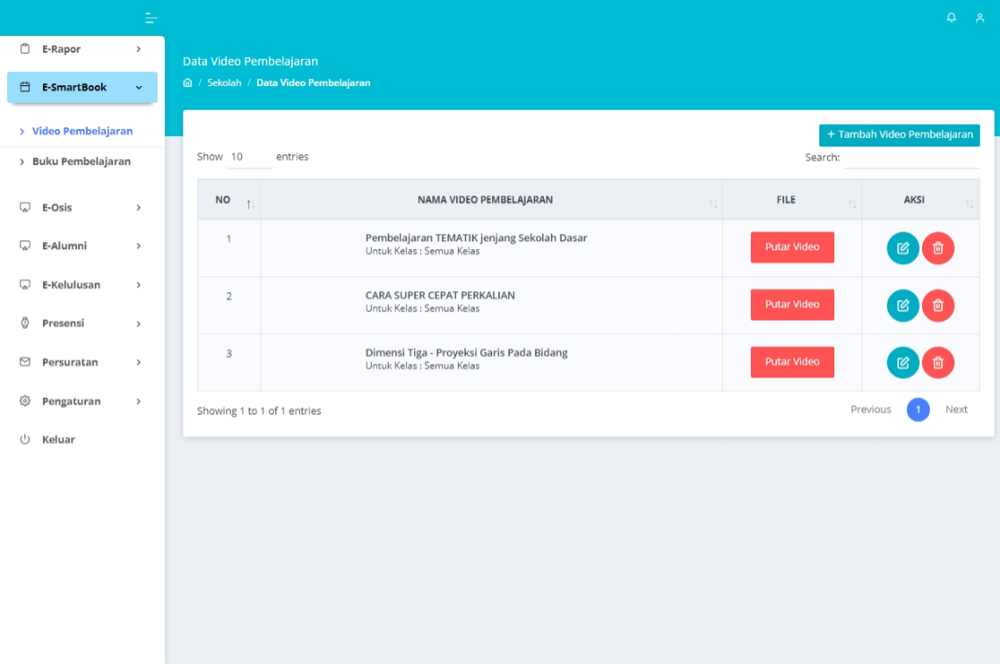 E-Rapor
E-SmartBook
Video Pembelajaran
Buku Pembelajaran
E-Osis
E-Alumni
E-Kelulusan
Presensi
Persuratan
Pengaturan
Keluar
Data Video Pembelajaran
/ Sekolah / Data Video Pembelajaran
+ Tambah Video Pembelajaran
Show 10 entries
Search:
NO NAMA VIDEO PEMBELAJARAN FILE AKSI
1 Pembelajaran TEMATIK jenjang Sekolah Dasar Putar Video
Untuk Kelas : Semua Kelas
2 CARA SUPER CEPAT PERKALIAN Putar Video
Untuk Kelas : Semua Kelas
3 Dimensi Tiga - Proyeksi Garis Pada Bidang Putar Video
Untuk Kelas : Semua Kelas
Showing 1 to 1 of 1 entries
Previous 1 Next